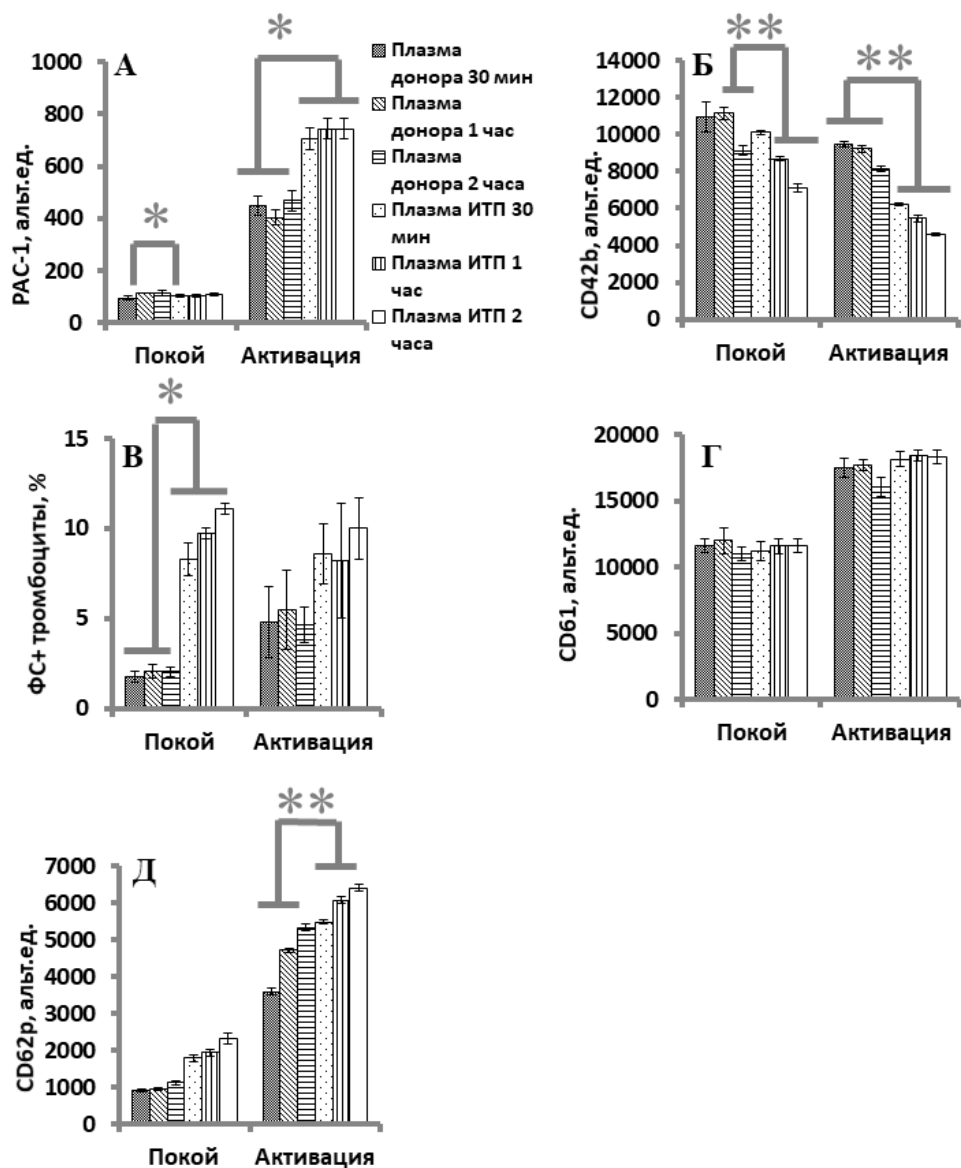 А
PAC-1, альт.ед.
1000
800
600
400
200
0
*
*
Покой Активация
Плазма
донора 30 мин
Плазма
донора 1 час
Плазма
донора 2 часа
Плазма ИТП 30
мин
Плазма ИТП 1
час
Плазма ИТП 2
часа
Б
CD42b, альт.ед.
14000
12000
10000
8000
6000
4000
2000
0
**
**
Покой Активация
В
ФС+ тромбоциты, %
15
10
5
0
*
Покой Активация
Г
CD61, альт.ед.
20000
15000
10000
5000
0
Покой Активация
Д
CD62p, альт.ед.
7000
6000
5000
4000
3000
2000
1000
0
**
Покой Активация